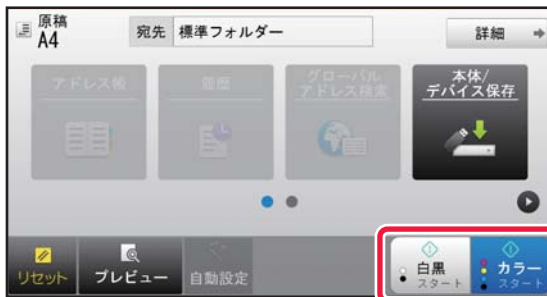 原稿
A4
宛先 標準フォルダー
詳細
アドレス帳
履歴
グローバル
アドレス検索
本体/
デバイス保存
リセット
プレビュー
自動設定
白黒
スタート
カラー
スタート